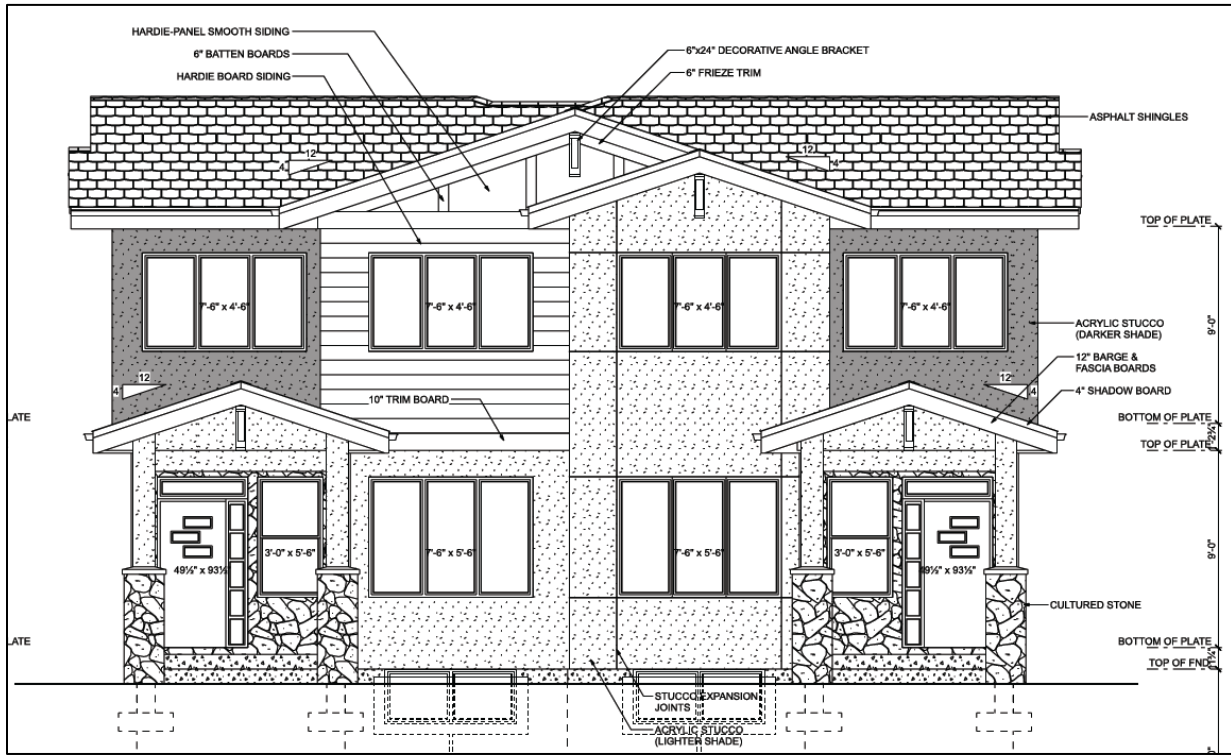 HARDIE-PANEL SMOOTH SIDING
6" BATTEN BOARDS
HARDIE BOARD SIDING
6"x24" DECORATIVE ANGLE BRACKET
6" FRIEZE TRIM
ASPHALT SHINGLES
12
4
12
4
TOP OF PLATE
7'-6" x 4'-6"
7'-6" x 4'-6"
7'-6" x 4'-6"
7'-6" x 4'-6"
9'-0"
ACRYLIC STUCCO
(DARKER SHADE)
12" BARGE &
FASCIA BOARDS
4" SHADOW BOARD
12
4
12
4
10" TRIM BOARD
LATE
BOTTOM OF PLATE
TOP OF PLATE
7'-6" x 5'-6"
7'-6" x 5'-6"
3'-0" x 5'-6"
3'-0" x 5'-6"
49½" x 93½"
49½" x 93½"
9'-0"
CULTURED STONE
LATE
BOTTOM OF PLATE
TOP OF FND
STUCCO EXPANSION
JOINTS
ACRYLIC STUCCO
(LIGHTER SHADE)